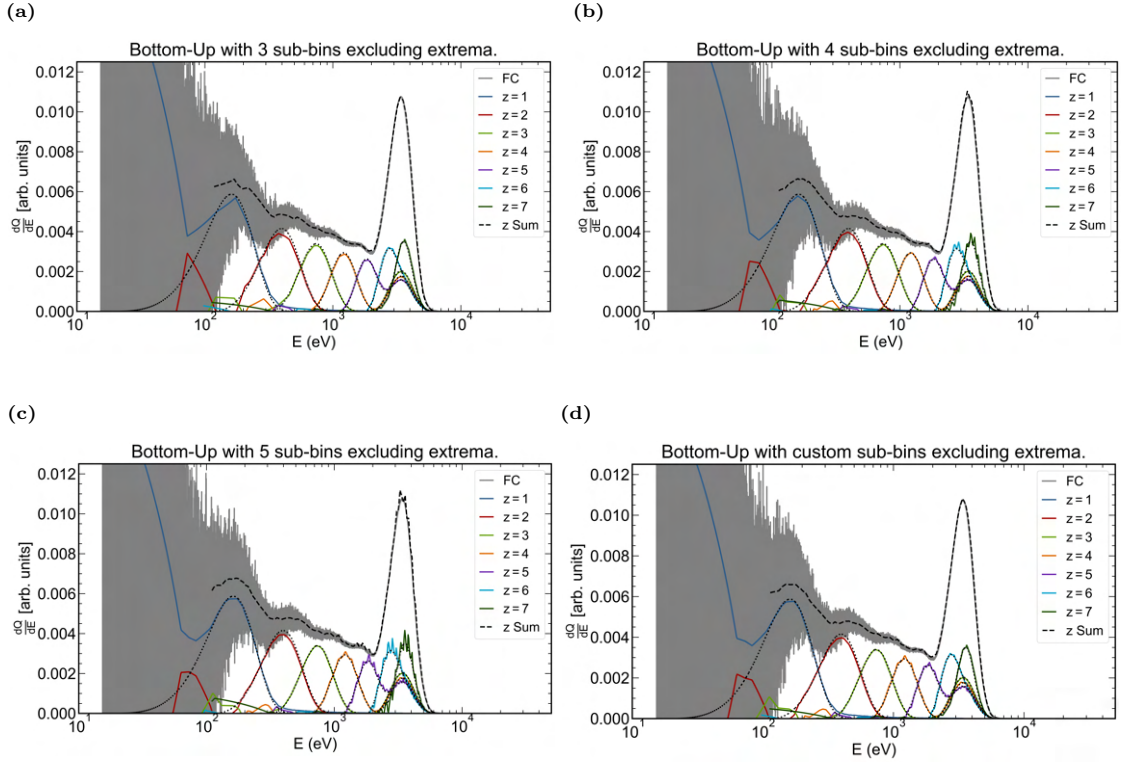 (a)
Bottom-Up with 3 sub-bins excluding extrema.
0.012
0.010
0.008
0.006
0.004
0.002
0.000
dQ/dE [arb. units]
FC
z = 1
z = 2
z = 3
z = 4
z = 5
z = 6
z = 7
z Sum
10^1
10^2
10^3
10^4
E (eV)
(b)
Bottom-Up with 4 sub-bins excluding extrema.
0.012
0.010
0.008
0.006
0.004
0.002
0.000
dQ/dE [arb. units]
FC
z = 1
z = 2
z = 3
z = 4
z = 5
z = 6
z = 7
z Sum
10^1
10^2
10^3
10^4
E (eV)
(c)
Bottom-Up with 5 sub-bins excluding extrema.
0.012
0.010
0.008
0.006
0.004
0.002
0.000
dQ/dE [arb. units]
FC
z = 1
z = 2
z = 3
z = 4
z = 5
z = 6
z = 7
z Sum
10^1
10^2
10^3
10^4
E (eV)
(d)
Bottom-Up with custom sub-bins excluding extrema.
0.012
0.010
0.008
0.006
0.004
0.002
0.000
dQ/dE [arb. units]
FC
z = 1
z = 2
z = 3
z = 4
z = 5
z = 6
z = 7
z Sum
10^1
10^2
10^3
10^4
E (eV)